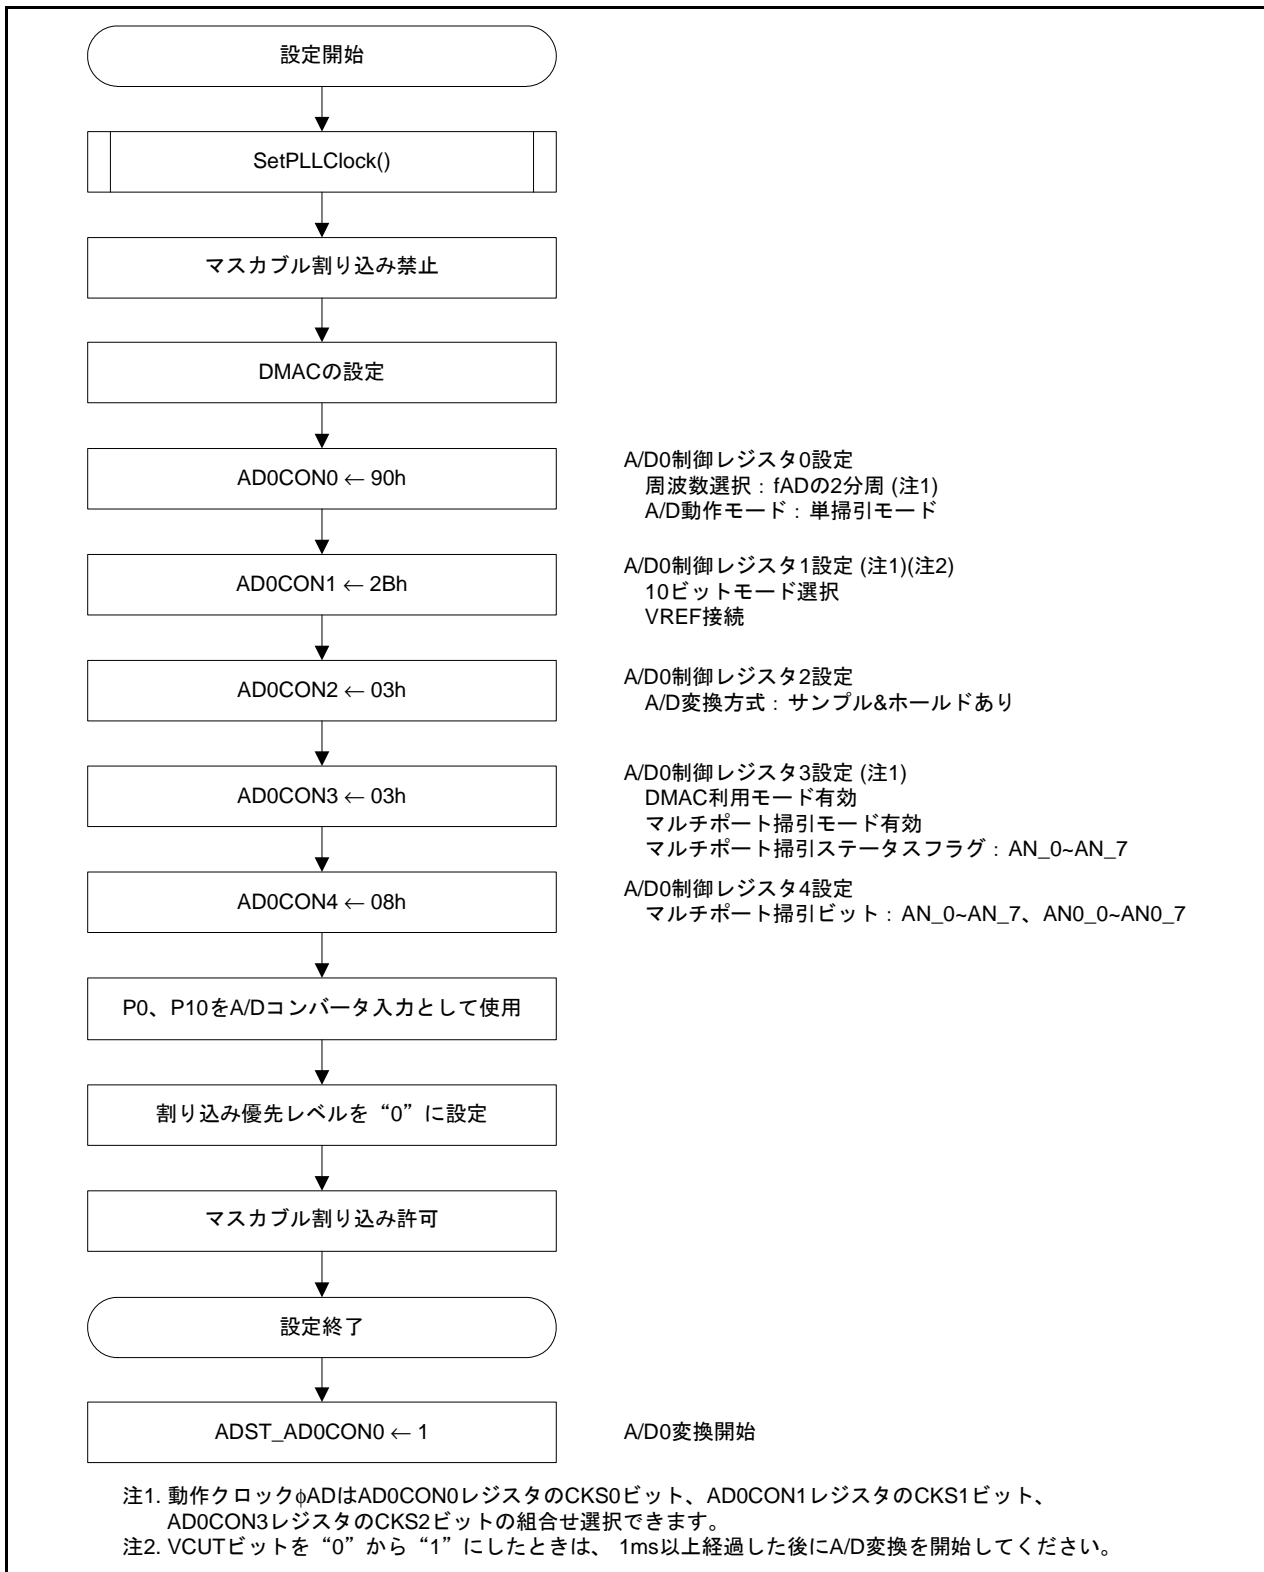 設定開始
SetPLLClock()
マスカブル割り込み禁止
DMACの設定
AD0CON0 ← 90h
A/D0制御レジスタ0設定
周波数選択：fADの2分周 (注1)
A/D動作モード：単掃引モード
AD0CON1 ← 2Bh
A/D0制御レジスタ1設定 (注1)(注2)
10ビットモード選択
VREF接続
AD0CON2 ← 03h
A/D0制御レジスタ2設定
A/D変換方式：サンプル&ホールドあり
AD0CON3 ← 03h
A/D0制御レジスタ3設定 (注1)
DMAC利用モード有効
マルチポート掃引モード有効
マルチポート掃引ステータスフラグ：AN_0~AN_7
AD0CON4 ← 08h
A/D0制御レジスタ4設定
マルチポート掃引ビット：AN_0~AN_7、AN0_0~AN0_7
P0、P10をA/Dコンバータ入力として使用
割り込み優先レベルを“0”に設定
マスカブル割り込み許可
設定終了
ADST_AD0CON0 ← 1
A/D0変換開始
注1. 動作クロックφADはAD0CON0レジスタのCKS0ビット、AD0CON1レジスタのCKS1ビット、
AD0CON3レジスタのCKS2ビットの組合せ選択できます。
注2. VCUTビットを“0”から“1”にしたときは、 1ms以上経過した後にA/D変換を開始してください。